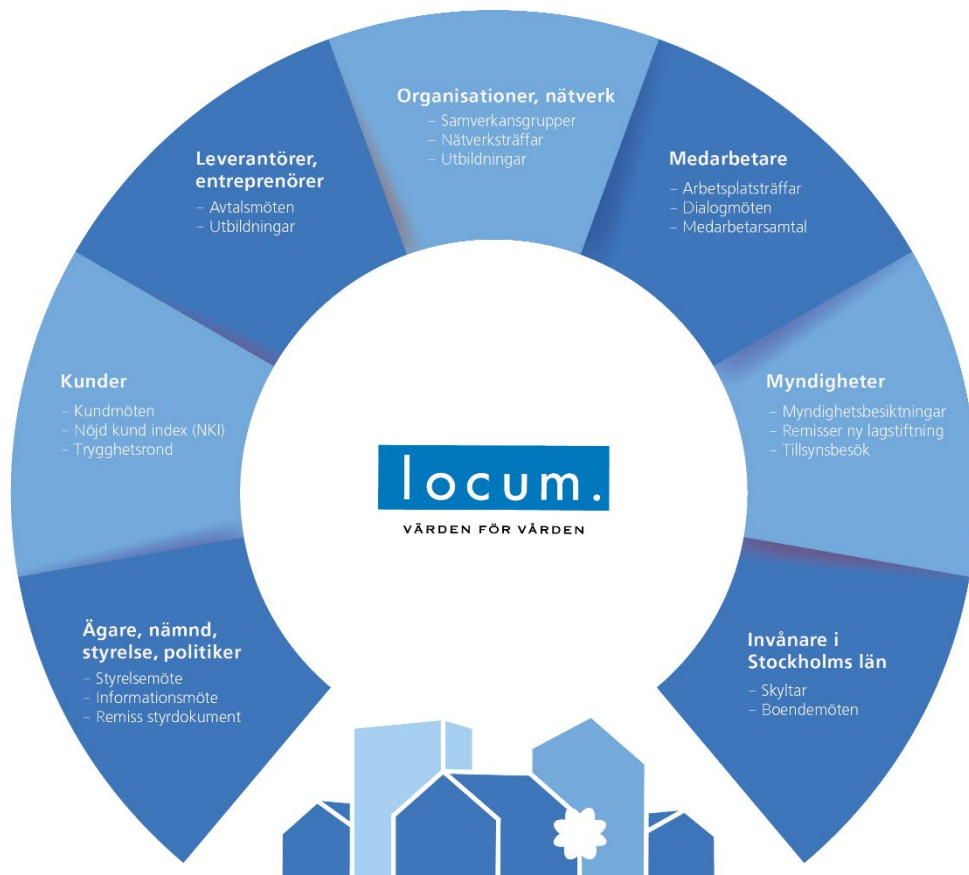 Organisationer, nätverk
– Samverkansgrupper
– Nätverksträffar
– Utbildningar
Leverantörer,
entreprenörer
– Avtalsmöten
– Utbildningar
Medarbetare
– Arbetsplatsträffar
– Dialogmöten
– Medarbetarsamtal
Kunder
– Kundmöten
– Nöjd kund index (NKI)
– Trygghetsrond
Myndigheter
– Myndighetsbesiktningar
– Remisser ny lagstiftning
– Tillsynsbesök
locum.
VÄRDEN FÖR VÅRDEN
Ägare, nämnd,
styrelse, politiker
– Styrelsemöte
– Informationsmöte
– Remiss styrdokument
Invånare i
Stockholms län
– Skyltar
– Boendemöten